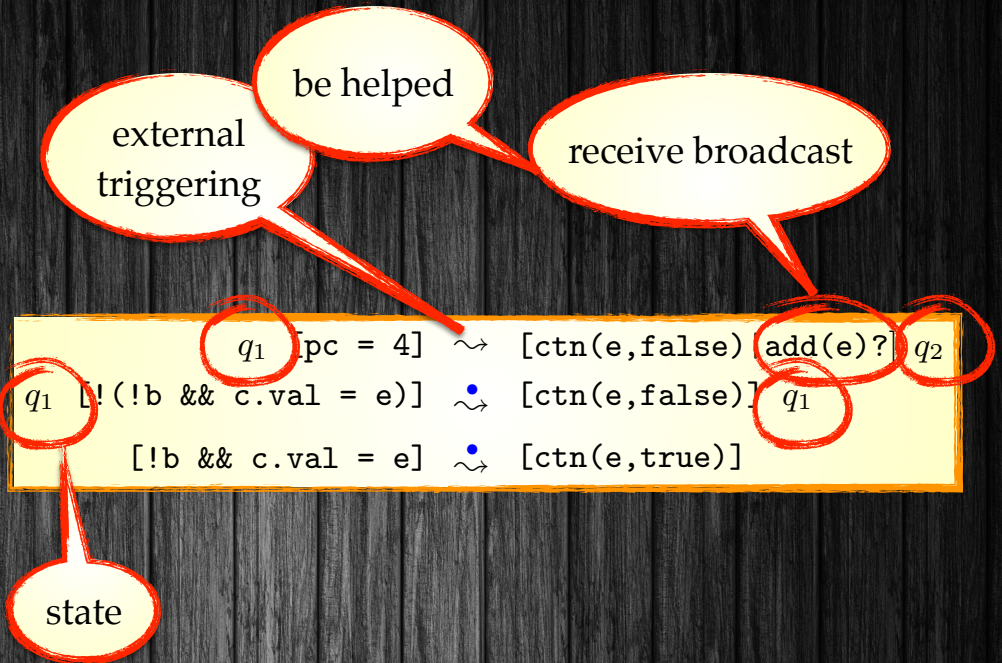 be helped
external
triggering
receive broadcast
q₁ [pc = 4] ⤳ [ctn(e,false) add(e)?] q₂
q₁ [!(!b && c.val = e)] ⤳ [ctn(e,false)] q₁
[!b && c.val = e] ⤳ [ctn(e,true)]
state